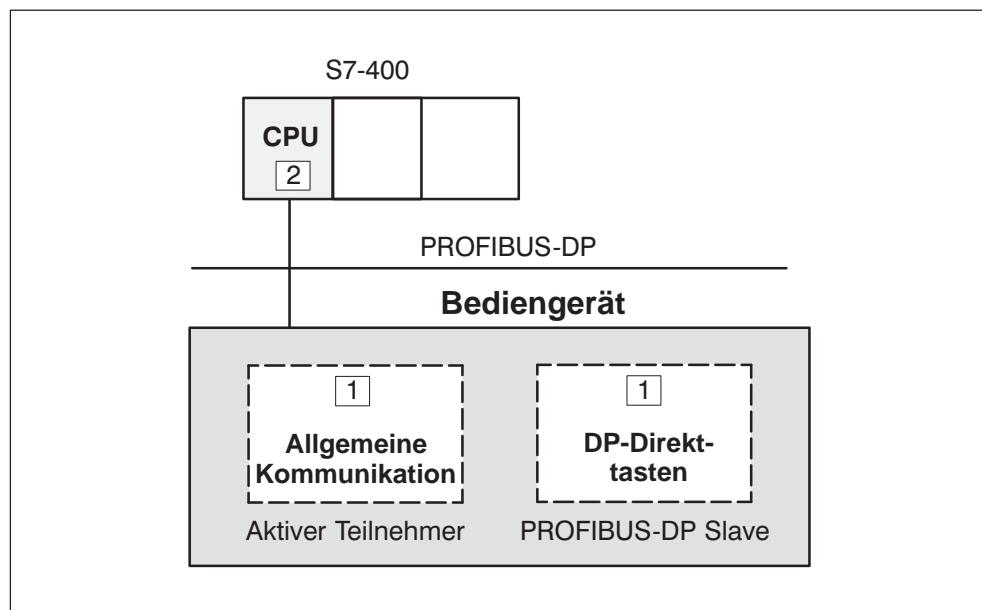 S7-400
CPU
2
PROFIBUS-DP
Bediengerät
1
Allgemeine
Kommunikation
Aktiver Teilnehmer
1
DP-Direkt-
tasten
PROFIBUS-DP Slave